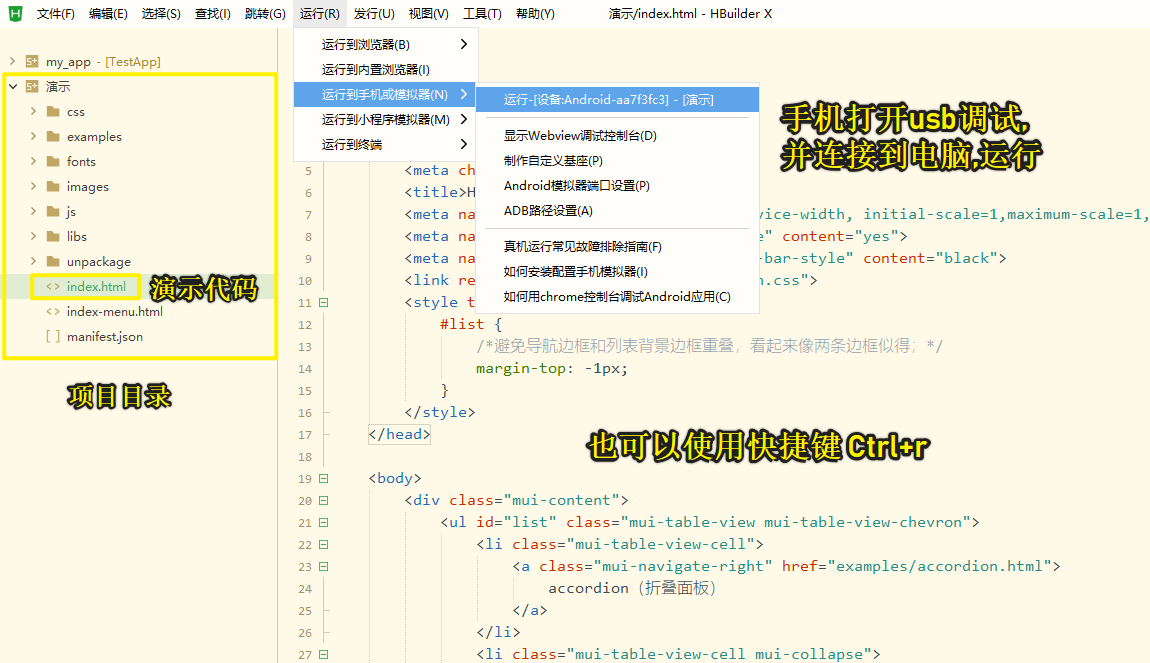 H 文件(F) 编辑(E) 选择(S) 查找(I) 跳转(G) 运行(R) 发行(U) 视图(V) 工具(T) 帮助(Y) 演示/index.html - HBuilder X
my_app - [TestApp]
演示
css
examples
fonts
images
js
libs
unpackage
index.html
index-menu.html
manifest.json
演示代码
项目目录
运行到浏览器(B)
运行到内置浏览器(I)
运行到手机或模拟器(N)
运行到小程序模拟器(M)
运行到终端
运行-[设备:Android-aa7f3fc3] - [演示]
显示Webview调试控制台(D)
制作自定义基座(P)
Android模拟器端口设置(P)
ADB路径设置(A)
真机运行常见故障排除指南(F)
如何安装配置手机模拟器(I)
如何用chrome控制台调试Android应用(C)
手机打开usb调试,
并连接到电脑,运行
5 <meta ch
6 <title>H
7 <meta na vice-width, initial-scale=1,maximum-scale=1,
8 <meta na e" content="yes">
9 <meta na -bar-style" content="black">
10 <link re n.css">
11 <style t
12 #list {
13 /*避免导航边框和列表背景边框重叠，看起来像两条边框似得；*/
14 margin-top: -1px;
15 }
16 </style>
17 </head>
18
也可以使用快捷键 Ctrl+r
19 <body>
20 <div class="mui-content">
21 <ul id="list" class="mui-table-view mui-table-view-chevron">
22 <li class="mui-table-view-cell">
23 <a class="mui-navigate-right" href="examples/accordion.html">
24 accordion（折叠面板）
25 </a>
26 </li>
27 <li class="mui-table-view-cell mui-collapse">